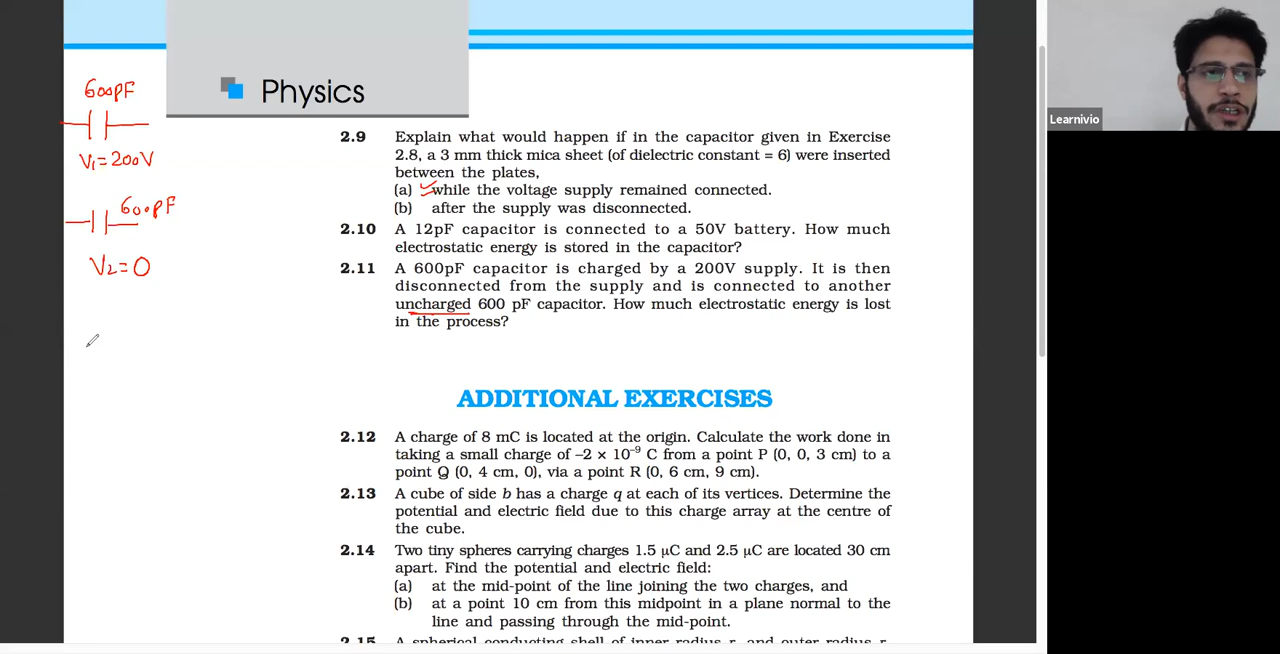 Physics
600pF
V₁=200V
600pF
V₂=0
2.9 Explain what would happen if in the capacitor given in Exercise
2.8, a 3 mm thick mica sheet (of dielectric constant = 6) were inserted
between the plates,
(a) while the voltage supply remained connected.
(b) after the supply was disconnected.
2.10 A 12pF capacitor is connected to a 50V battery. How much
electrostatic energy is stored in the capacitor?
2.11 A 600pF capacitor is charged by a 200V supply. It is then
disconnected from the supply and is connected to another
uncharged 600 pF capacitor. How much electrostatic energy is lost
in the process?
ADDITIONAL EXERCISES
2.12 A charge of 8 mC is located at the origin. Calculate the work done in
taking a small charge of –2 × 10⁻⁹ C from a point P (0, 0, 3 cm) to a
point Q (0, 4 cm, 0), via a point R (0, 6 cm, 9 cm).
2.13 A cube of side b has a charge q at each of its vertices. Determine the
potential and electric field due to this charge array at the centre of
the cube.
2.14 Two tiny spheres carrying charges 1.5 μC and 2.5 μC are located 30 cm
apart. Find the potential and electric field:
(a) at the mid-point of the line joining the two charges, and
(b) at a point 10 cm from this midpoint in a plane normal to the
line and passing through the mid-point.
2.15 A spherical conducting shell of inner radius r and outer radius r
Learnivio